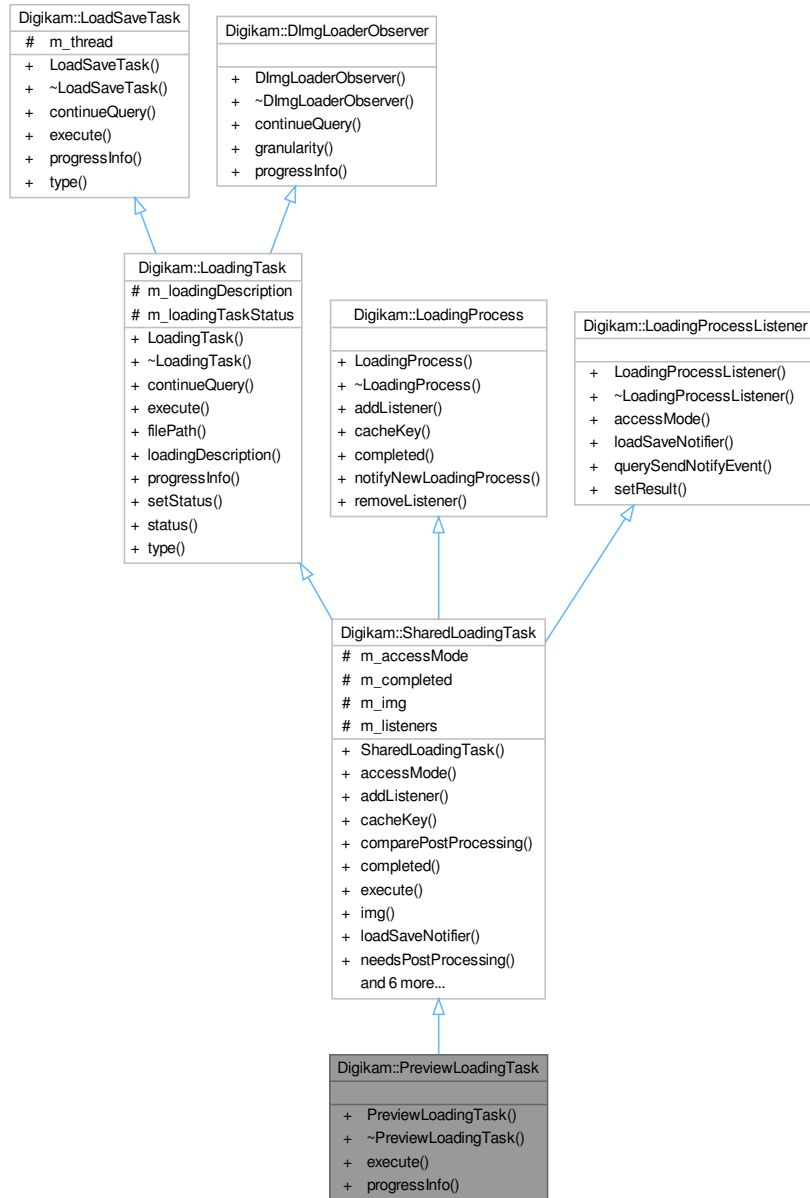 Digikam::LoadSaveTask
# m_thread
+ LoadSaveTask()
+ ~LoadSaveTask()
+ continueQuery()
+ execute()
+ progressInfo()
+ type()
Digikam::DImgLoaderObserver
+ DImgLoaderObserver()
+ ~DImgLoaderObserver()
+ continueQuery()
+ granularity()
+ progressInfo()
Digikam::LoadingTask
# m_loadingDescription
# m_loadingTaskStatus
+ LoadingTask()
+ ~LoadingTask()
+ continueQuery()
+ execute()
+ filePath()
+ loadingDescription()
+ progressInfo()
+ setStatus()
+ status()
+ type()
Digikam::LoadingProcess
+ LoadingProcess()
+ ~LoadingProcess()
+ addListener()
+ cacheKey()
+ completed()
+ notifyNewLoadingProcess()
+ removeListener()
Digikam::LoadingProcessListener
+ LoadingProcessListener()
+ ~LoadingProcessListener()
+ accessMode()
+ loadSaveNotifier()
+ querySendNotifyEvent()
+ setResult()
Digikam::SharedLoadingTask
# m_accessMode
# m_completed
# m_img
# m_listeners
+ SharedLoadingTask()
+ accessMode()
+ addListener()
+ cacheKey()
+ comparePostProcessing()
+ completed()
+ execute()
+ img()
+ loadSaveNotifier()
+ needsPostProcessing()
and 6 more...
Digikam::PreviewLoadingTask
+ PreviewLoadingTask()
+ ~PreviewLoadingTask()
+ execute()
+ progressInfo()